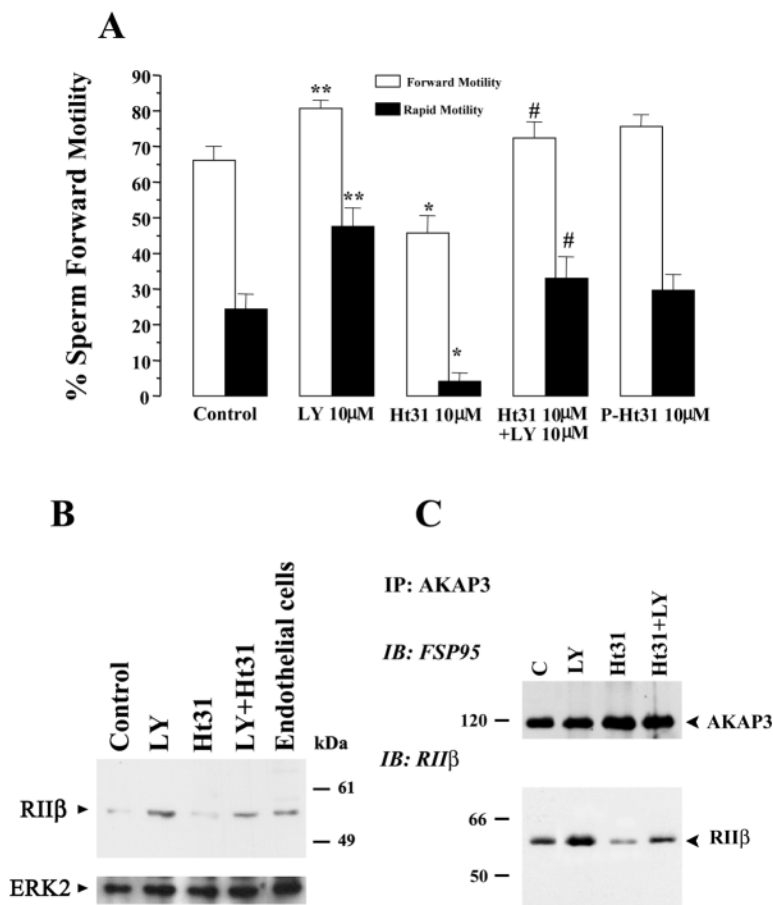 A
% Sperm Forward Motility
90
80
70
60
50
40
30
20
10
0
Forward Motility
Rapid Motility
**
**
*
*
#
#
Control
LY 10μM
Ht31 10μM
Ht31 10μM
+LY 10μM
P-Ht31 10μM
B
Control
LY
Ht31
LY+Ht31
Endothelial cells
kDa
RIIβ
61
49
ERK2
C
IP: AKAP3
IB: FSP95
C
LY
Ht31
Ht31+LY
120
AKAP3
IB: RIIβ
66
RIIβ
50